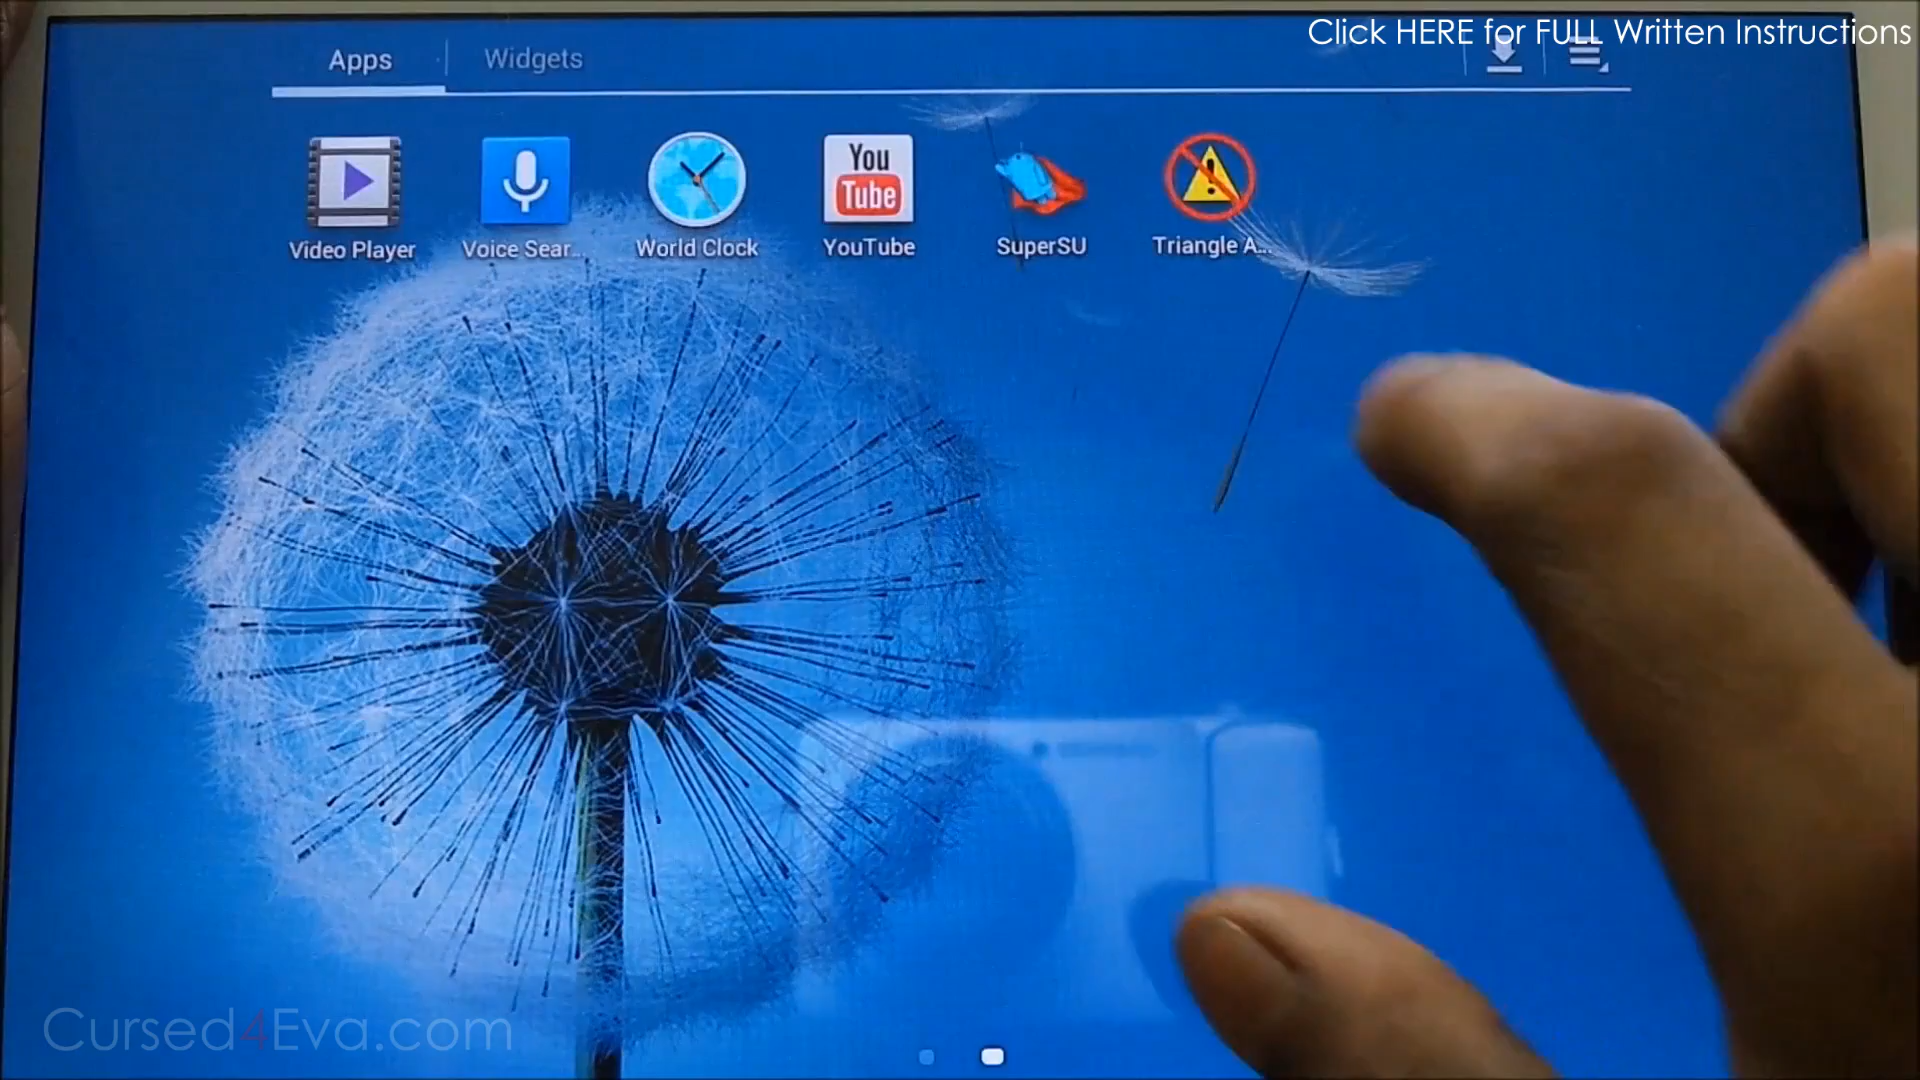 Click HERE for FULL Written Instructions
Apps
Widgets
Video Player
Voice Sear...
World Clock
You
Tube
YouTube
SuperSU
Triangle A...
Cursed4Eva.com